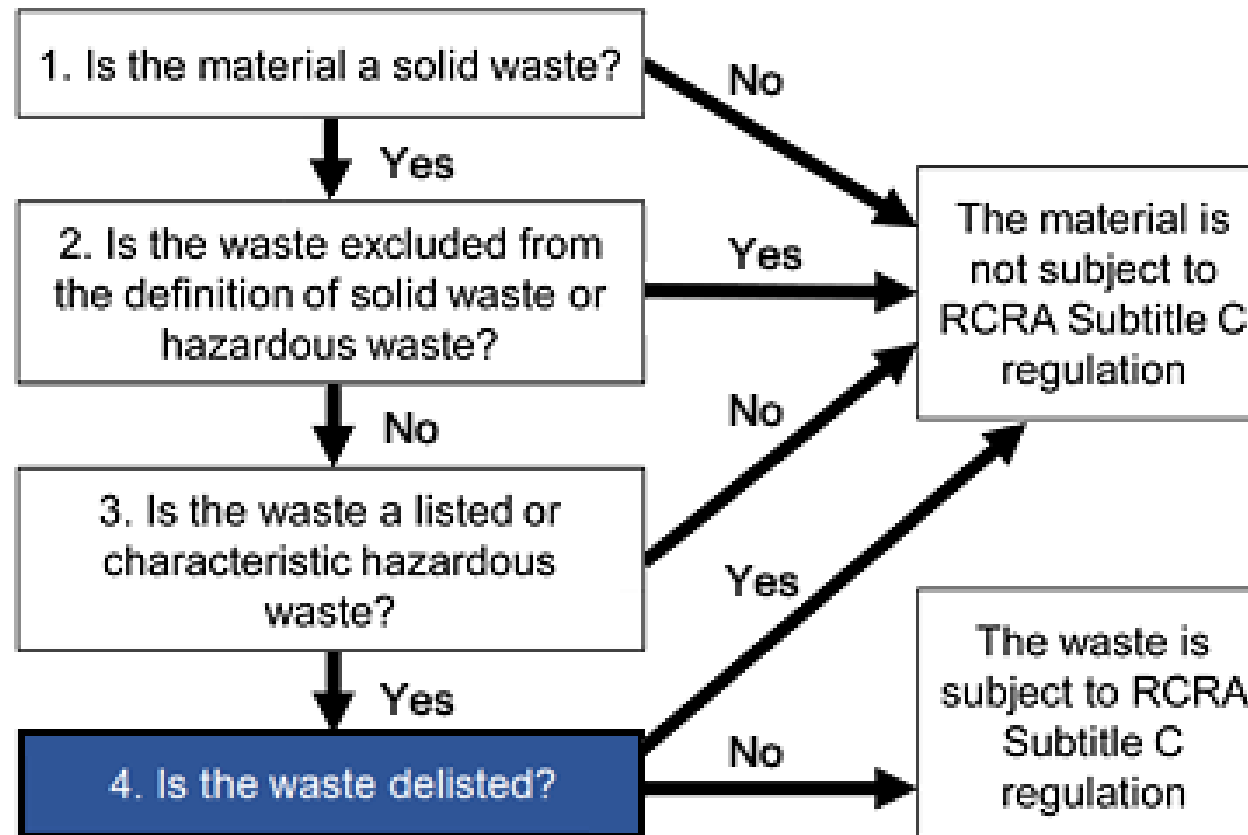 1. Is the material a solid waste?
No
Yes
2. Is the waste excluded from
the definition of solid waste or
hazardous waste?
Yes
The material is
not subject to
RCRA Subtitle C
regulation
No
No
3. Is the waste a listed or
characteristic hazardous
waste?
Yes
Yes
4. Is the waste delisted?
No
The waste is
subject to RCRA
Subtitle C
regulation